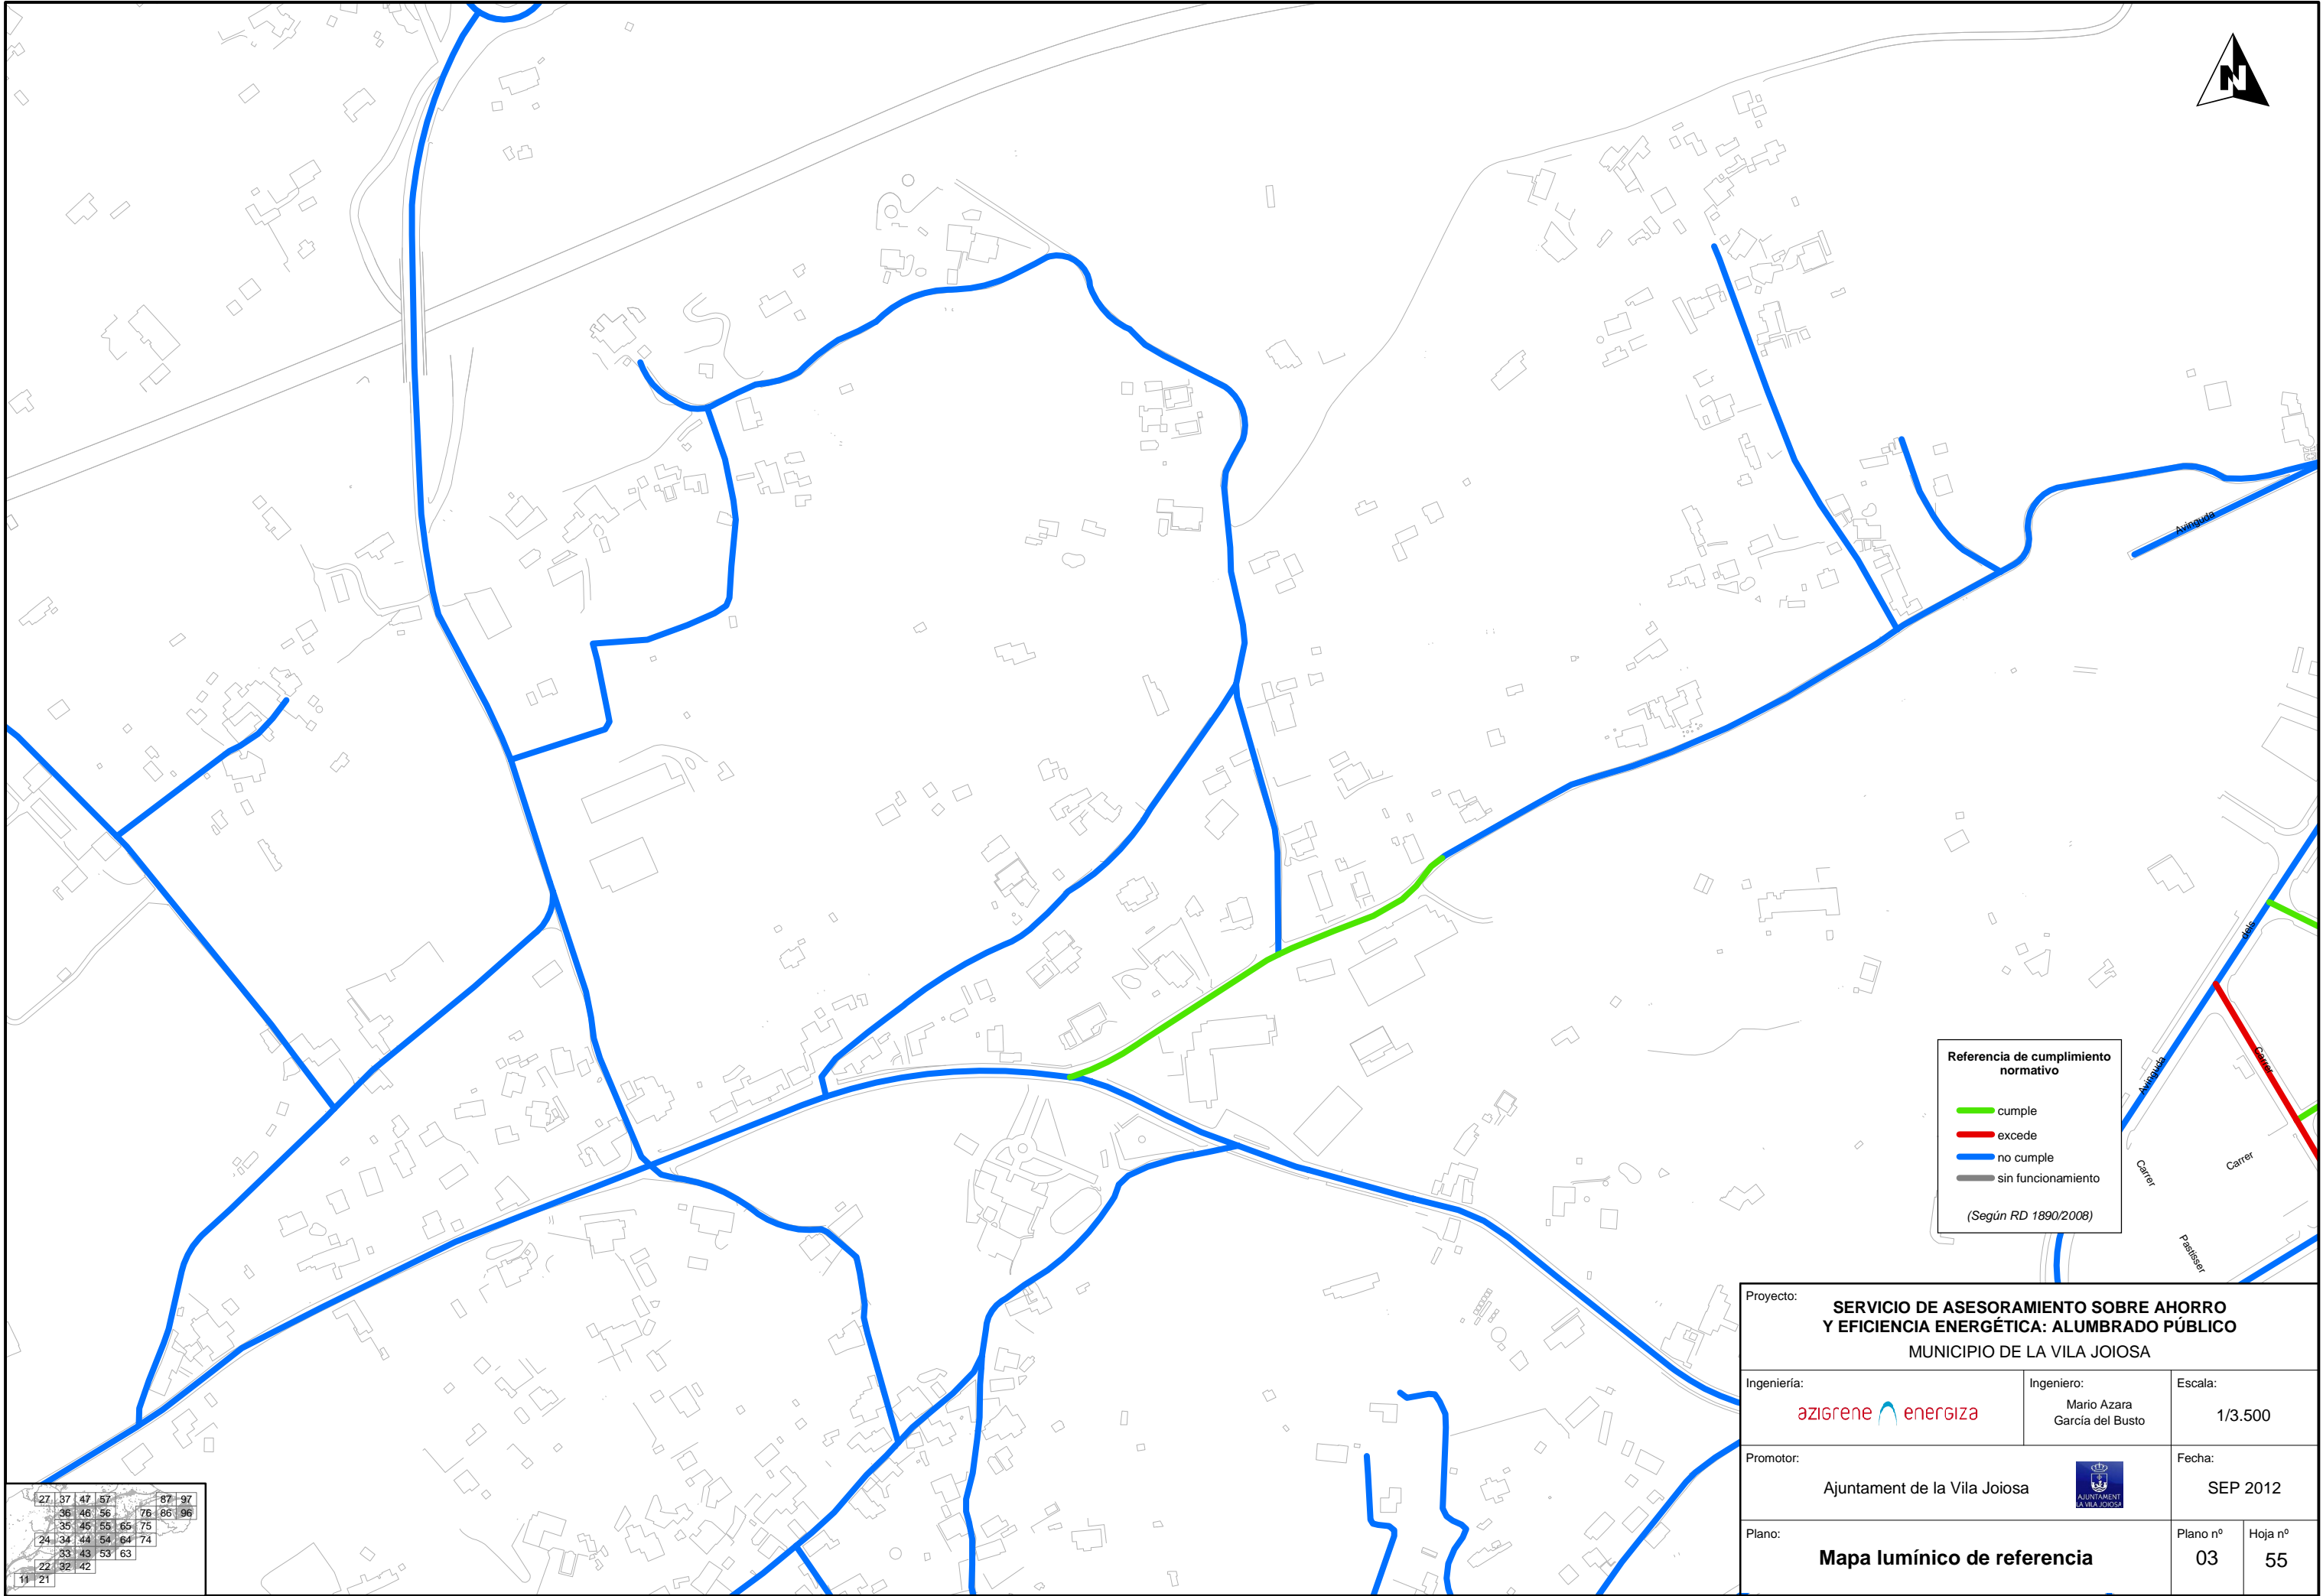 N
Avinguda
dels
Avinguda
Carrer
Carrer
Carrer
Pastisser
Referencia de cumplimiento
normativo
cumple
excede
no cumple
sin funcionamiento
(Según RD 1890/2008)
Proyecto:
SERVICIO DE ASESORAMIENTO SOBRE AHORRO
Y EFICIENCIA ENERGÉTICA: ALUMBRADO PÚBLICO
MUNICIPIO DE LA VILA JOIOSA
Ingeniería:
azigrene energiza
Ingeniero:
Mario Azara
García del Busto
Escala:
1/3.500
Promotor:
Ajuntament de la Vila Joiosa
AJUNTAMENT
LA VILA JOIOSA
Fecha:
SEP 2012
Plano:
Mapa lumínico de referencia
Plano nº
03
Hoja nº
55
27 37 47 57 87 97
36 46 56 76 86 96
35 45 55 65 75
24 34 44 54 64 74
33 43 53 63
22 32 42
11 21